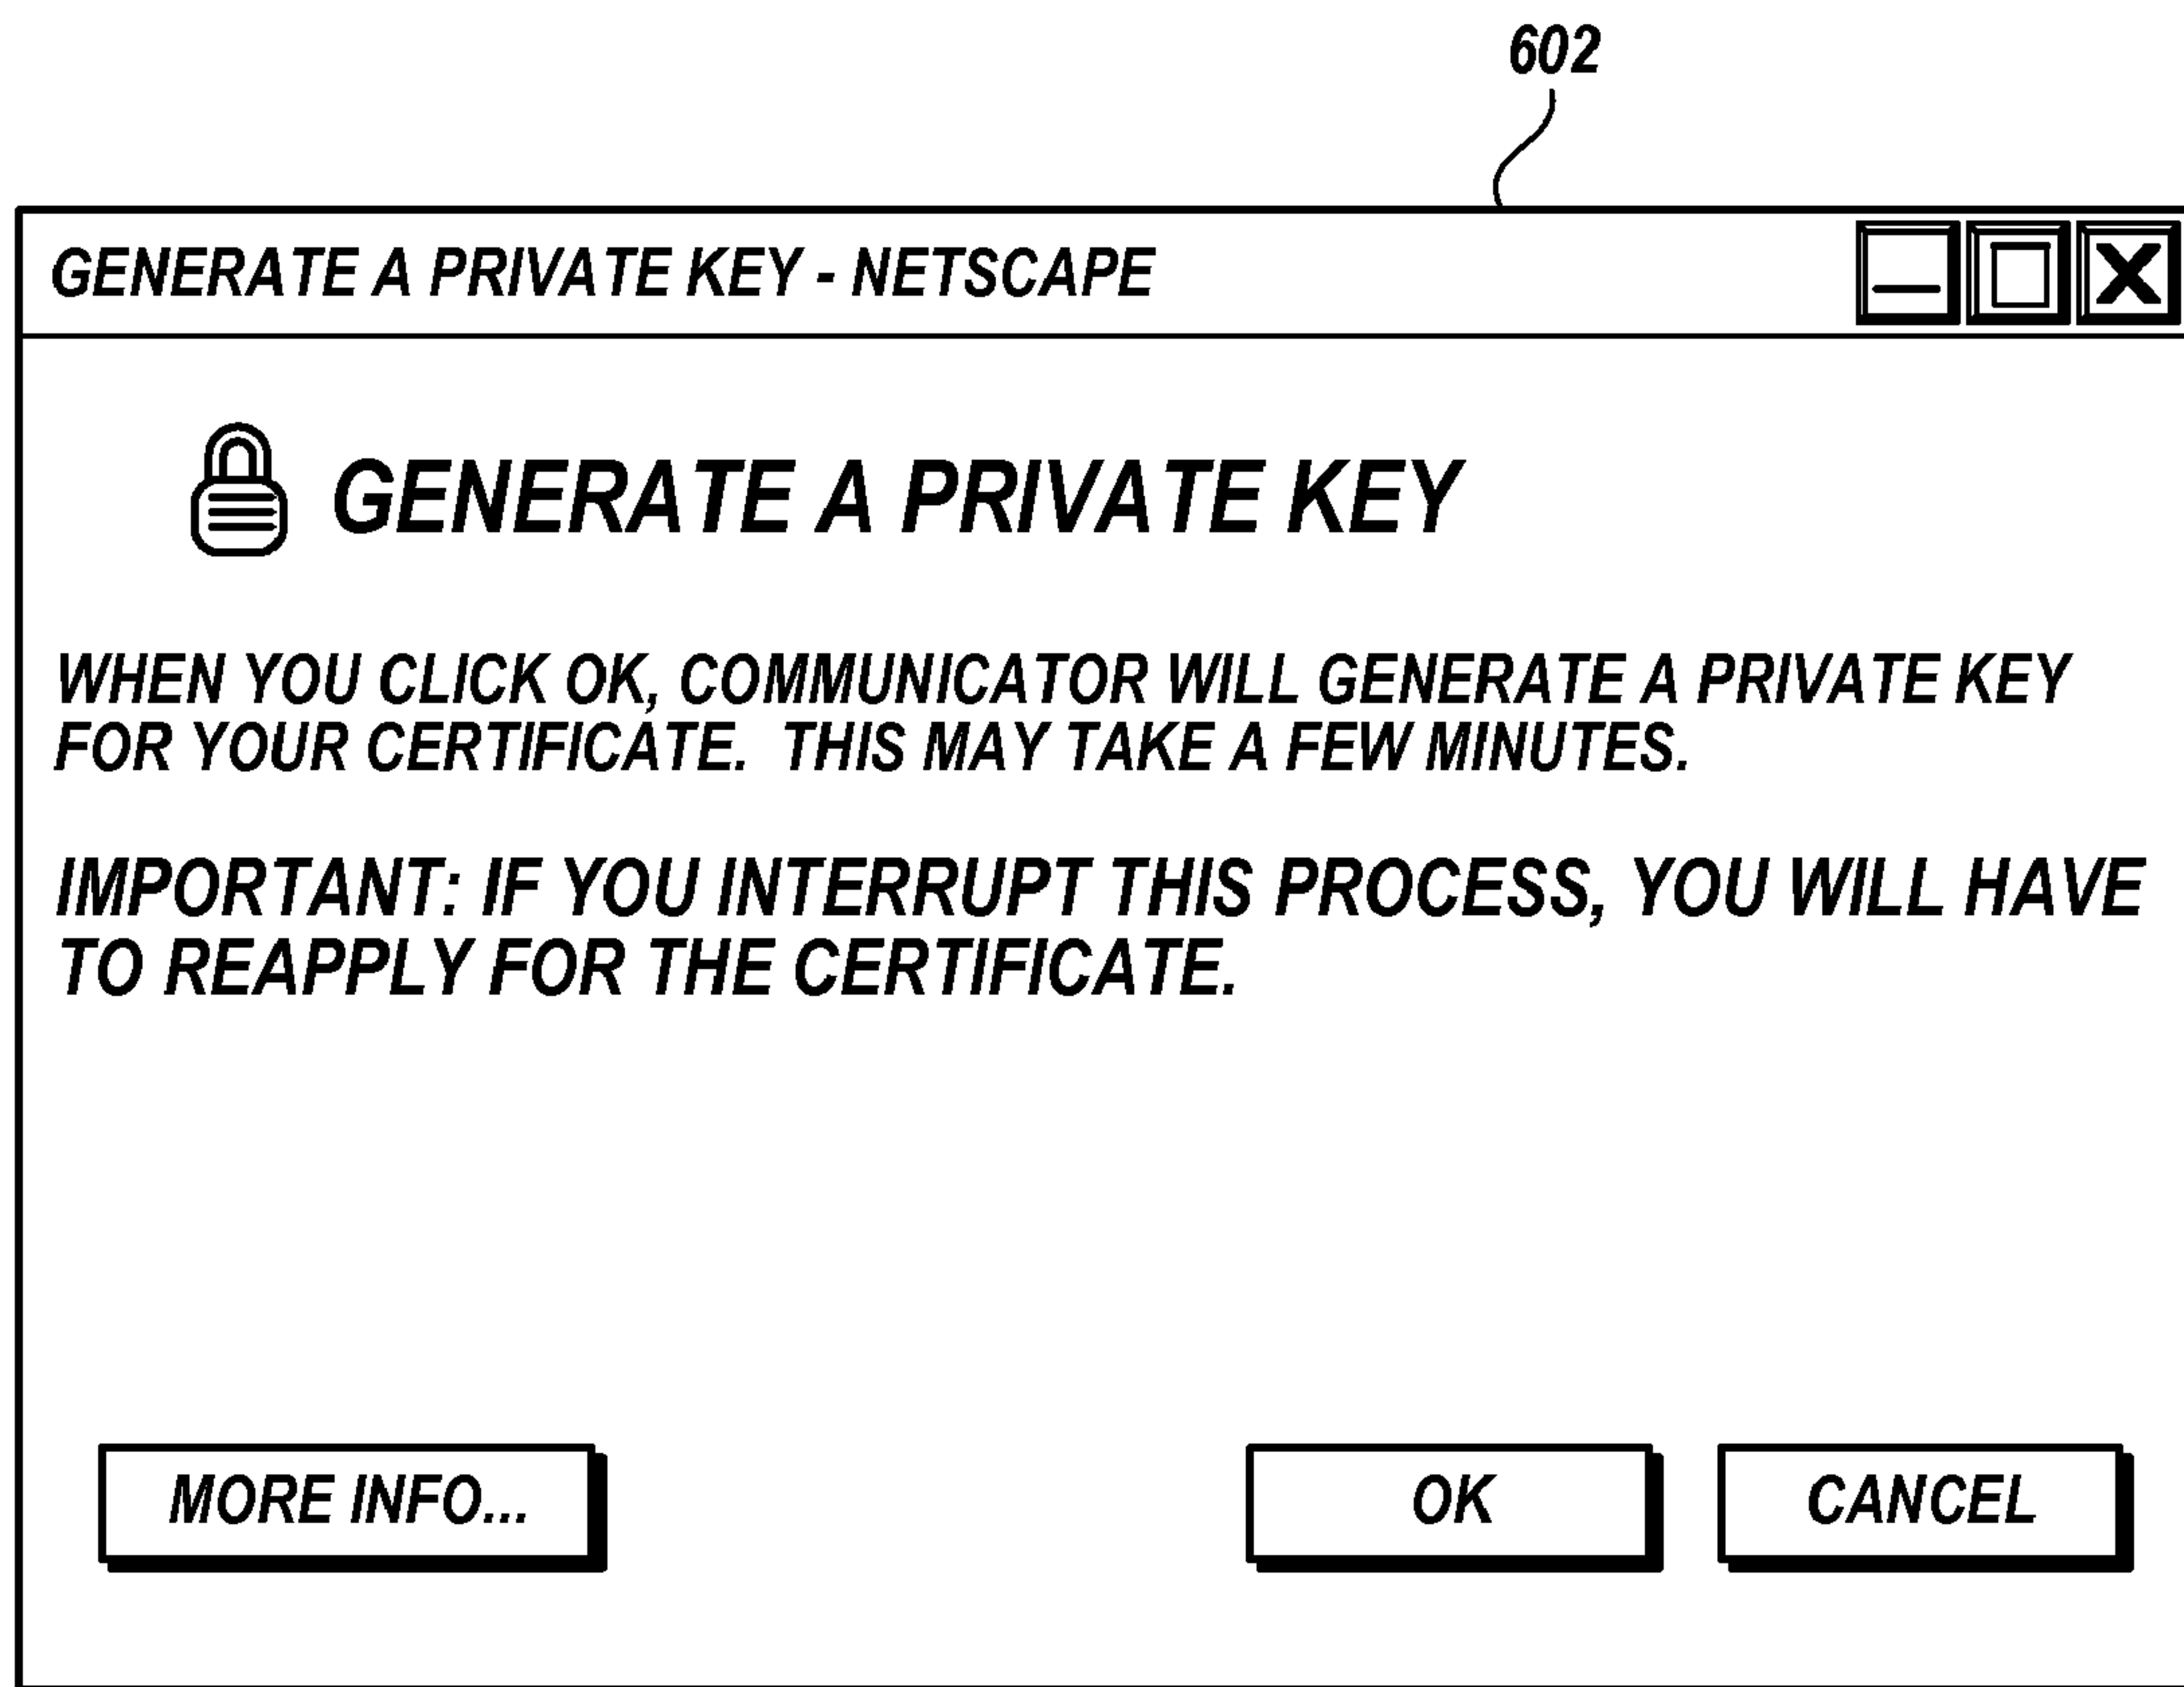 602
GENERATE A PRIVATE KEY - NETSCAPE
GENERATE A PRIVATE KEY
WHEN YOU CLICK OK, COMMUNICATOR WILL GENERATE A PRIVATE KEY
FOR YOUR CERTIFICATE. THIS MAY TAKE A FEW MINUTES.
IMPORTANT: IF YOU INTERRUPT THIS PROCESS, YOU WILL HAVE
TO REAPPLY FOR THE CERTIFICATE.
MORE INFO... OK CANCEL